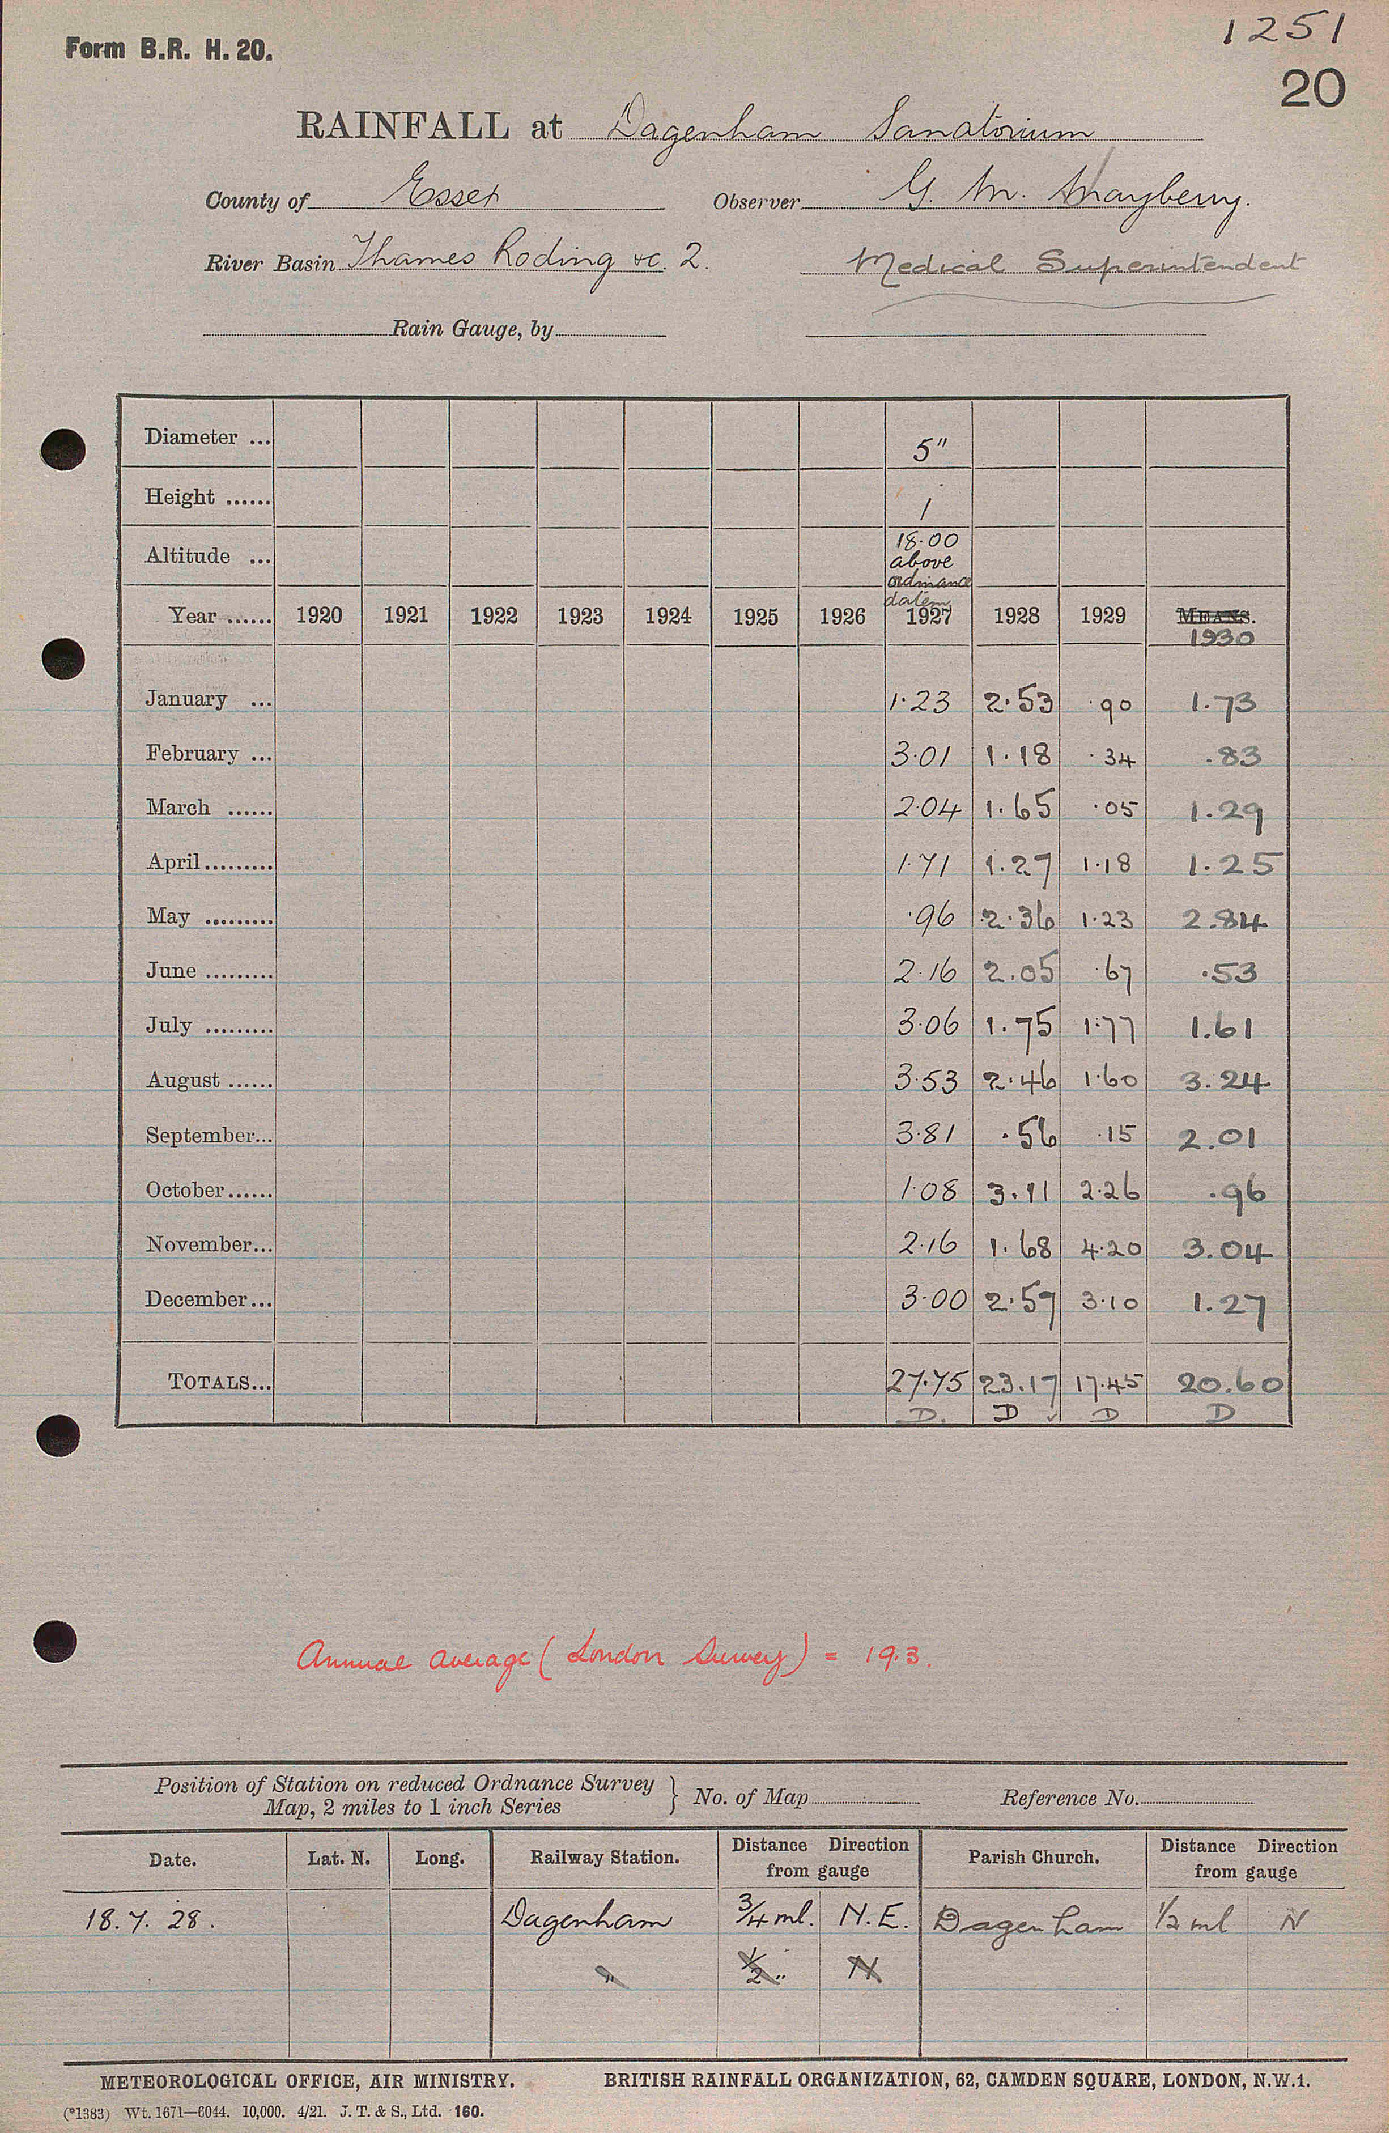 1251
Form B.R. H. 20.
20
RAINFALL at Dagenham Sanatorium
County of Essex Observer G. M. Mayberry.
River Basin Thames Roding &c. 2. Medical Superintendent
Rain Gauge, by
Diameter ... 5"
Height ...... 1
Altitude ... 18.00 above ordinance datem
Year ...... 1920 1921 1922 1923 1924 1925 1926 1927 1928 1929 MEANS. 1930
January ... 1.23 2.53 .90 1.73
February ... 3.01 1.18 .34 .83
March ...... 2.04 1.65 .05 1.29
April ......... 1.71 1.27 1.18 1.25
May ......... .96 2.36 1.23 2.84
June ......... 2.16 2.05 .67 .53
July ......... 3.06 1.75 1.77 1.61
August ...... 3.53 2.46 1.60 3.24
September... 3.81 .56 .15 2.01
October...... 1.08 3.11 2.26 .96
November... 2.16 1.68 4.20 3.04
December... 3.00 2.57 3.10 1.27
TOTALS... 27.75 23.17 17.45 20.60
D. D ✓ D D
Annual average (London Survey) = 19.3.
Position of Station on reduced Ordnance Survey
Map, 2 miles to 1 inch Series } No. of Map Reference No.
Date. Lat. N. Long. Railway Station. Distance Direction from gauge Parish Church. Distance Direction from gauge
18.7.28. Dagenham 3/4 ml. N.E. Dagenham 1/2 ml N
" 1/2 " N
METEOROLOGICAL OFFICE, AIR MINISTRY. BRITISH RAINFALL ORGANIZATION, 62, CAMDEN SQUARE, LONDON, N.W.1.
(*1383) Wt. 1671—6044. 10,000. 4/21. J. T. & S., Ltd. 160.